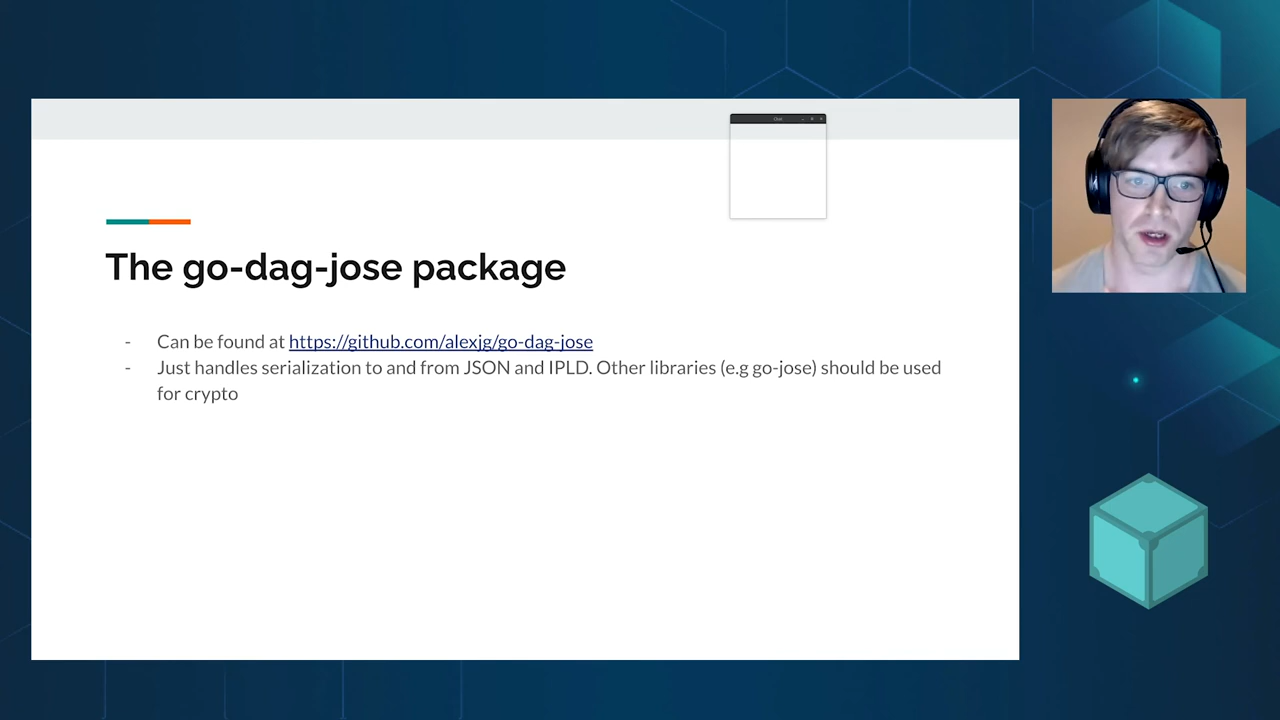 The go-dag-jose package
- Can be found at https://github.com/alexjg/go-dag-jose
- Just handles serialization to and from JSON and IPLD. Other libraries (e.g go-jose) should be used
for crypto